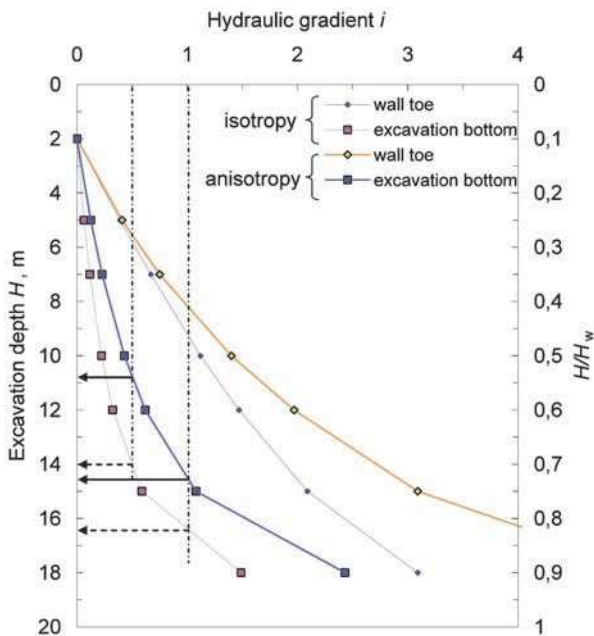 Hydraulic gradient i
0 1 2 3 4
0 0
2 0,1
4 0,2
6 0,3
8 0,4
10 0,5
12 0,6
14 0,7
16 0,8
18 0,9
20 1
Excavation depth H , m
H/Hw
isotropy
wall toe
excavation bottom
anisotropy
wall toe
excavation bottom